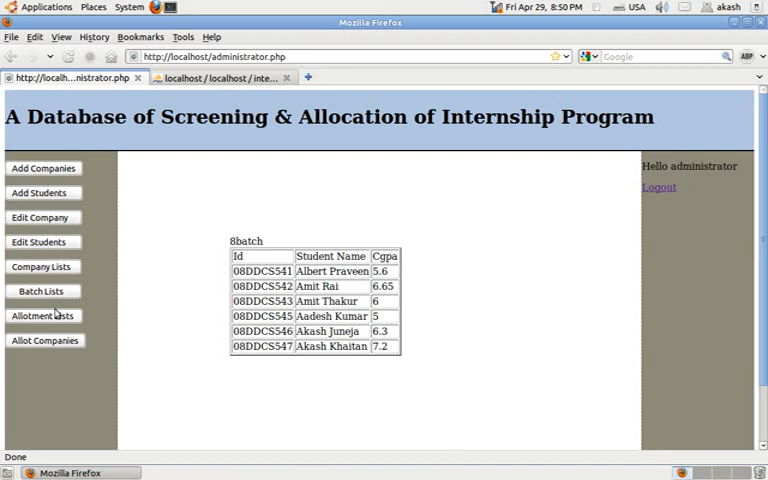 Applications Places System Fri Apr 29, 8:50 PM USA akash
Mozilla Firefox
File Edit View History Bookmarks Tools Help
http://localhost/administrator.php Google ABP
http://localh...nistrator.php localhost / localhost / inte...
A Database of Screening & Allocation of Internship Program
Add Companies
Add Students
Edit Company
Edit Students
Company Lists
Batch Lists
Allotment Lists
Allot Companies
8batch
Id Student Name Cgpa
08DDCS541 Albert Praveen 5.6
08DDCS542 Amit Rai 6.65
08DDCS543 Amit Thakur 6
08DDCS545 Aadesh Kumar 5
08DDCS546 Akash Juneja 6.3
08DDCS547 Akash Khaitan 7.2
Hello administrator
Logout
Done
Mozilla Firefox